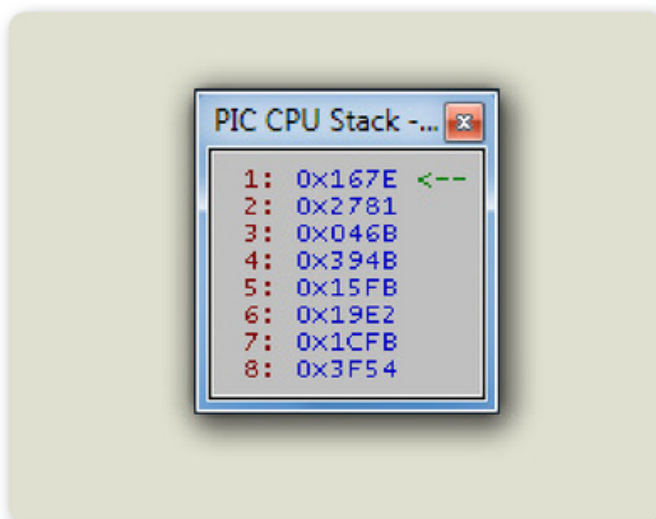 PIC CPU Stack -...
1: 0x167E <--
2: 0x2781
3: 0x046B
4: 0x394B
5: 0x15FB
6: 0x19E2
7: 0x1CFB
8: 0x3F54